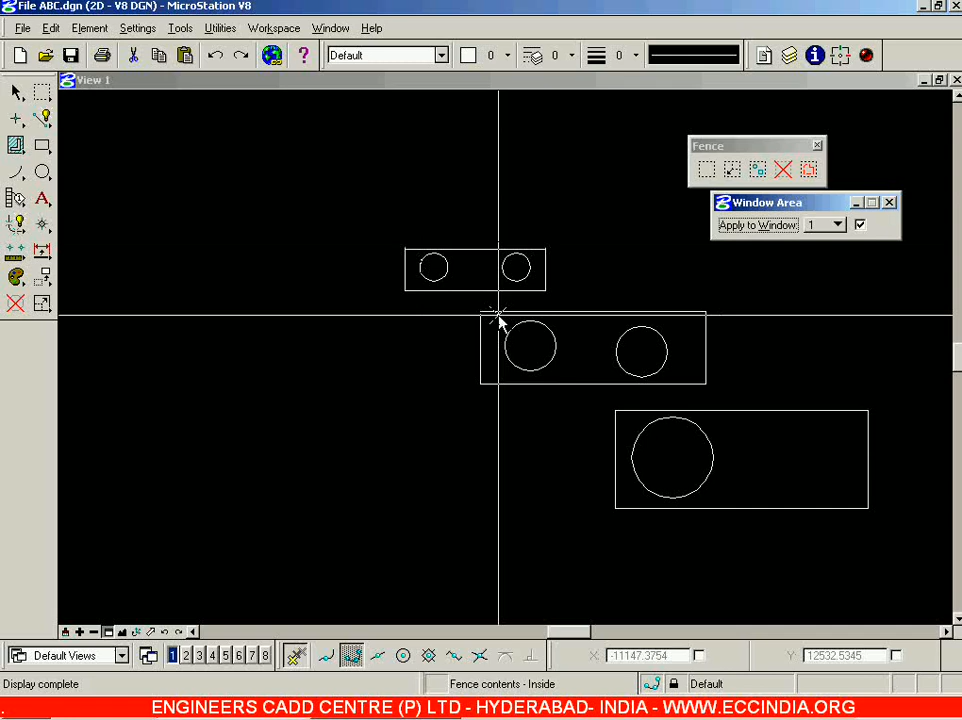 File ABC.dgn (2D - V8 DGN) - MicroStation V8
File Edit Element Settings Tools Utilities Workspace Window Help
Default 0 0 0
View 1
Fence
Window Area
Apply to Window: 1
Default Views 1 2 3 4 5 6 7 8 X: -11147.3754 Y: 12532.5345
Display complete Fence contents - Inside Default
. ENGINEERS CADD CENTRE (P) LTD - HYDERABAD- INDIA - WWW.ECCINDIA.ORG